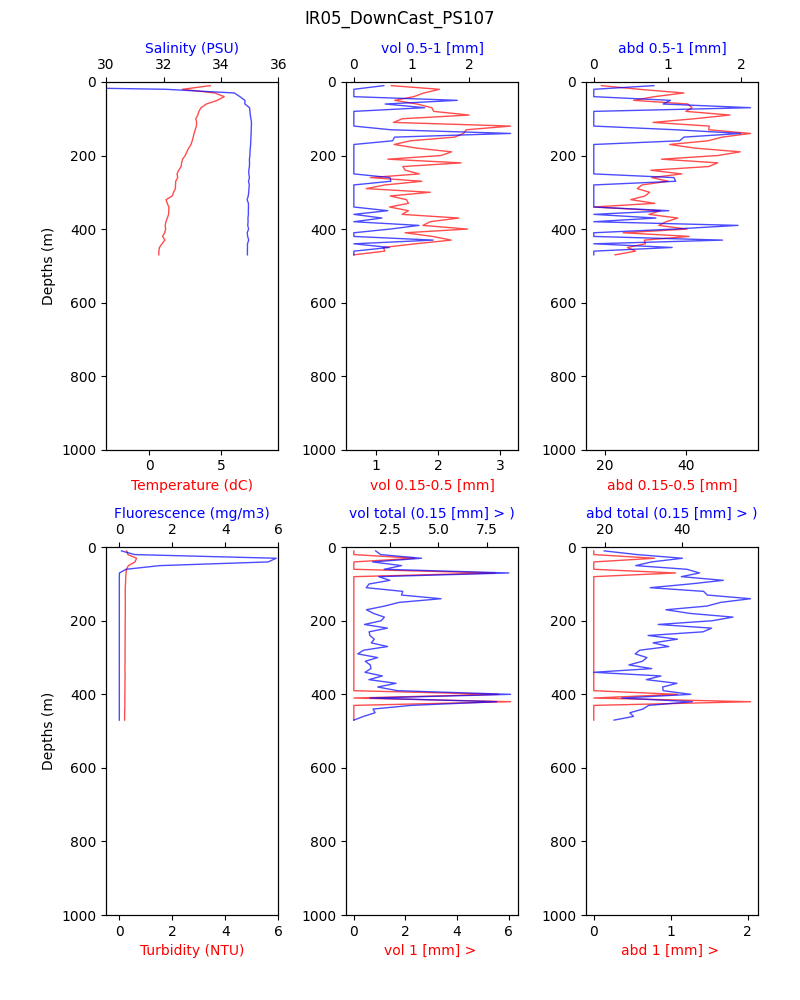 IR05_DownCast_PS107
Salinity (PSU) vol 0.5-1 [mm] abd 0.5-1 [mm]
30 32 34 36 0 1 2 0 1 2
0 0 0
200 200 200
400 400 400
600 600 600
800 800 800
1000 1000 1000
Depths (m)
0 5 1 2 3 20 40
Temperature (dC) vol 0.15-0.5 [mm] abd 0.15-0.5 [mm]
Fluorescence (mg/m3) vol total (0.15 [mm] > ) abd total (0.15 [mm] > )
0 2 4 6 2.5 5.0 7.5 20 40
0 0 0
200 200 200
400 400 400
600 600 600
800 800 800
1000 1000 1000
Depths (m)
0 2 4 6 0 2 4 6 0 1 2
Turbidity (NTU) vol 1 [mm] > abd 1 [mm] >